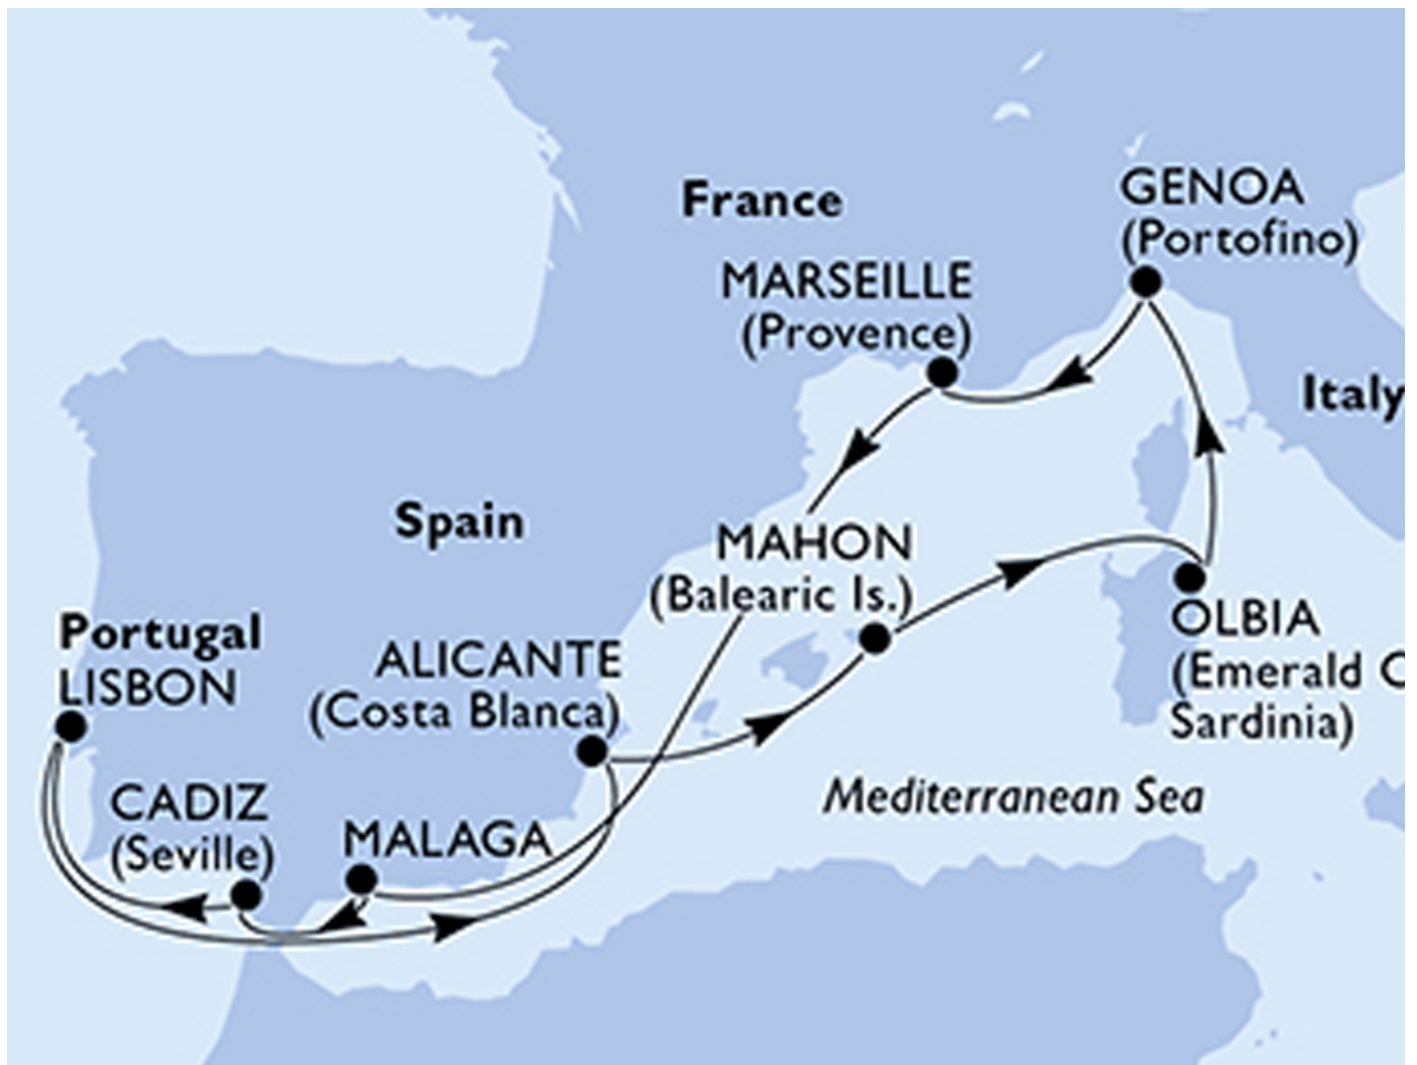 GENOA
(Portofino)
France
MARSEILLE
(Provence)
Italy
Spain
MAHON
(Balearic Is.)
Portugal
LISBON
ALICANTE
(Costa Blanca)
OLBIA
(Emerald C
Sardinia)
CADIZ
(Seville)
MALAGA
Mediterranean Sea